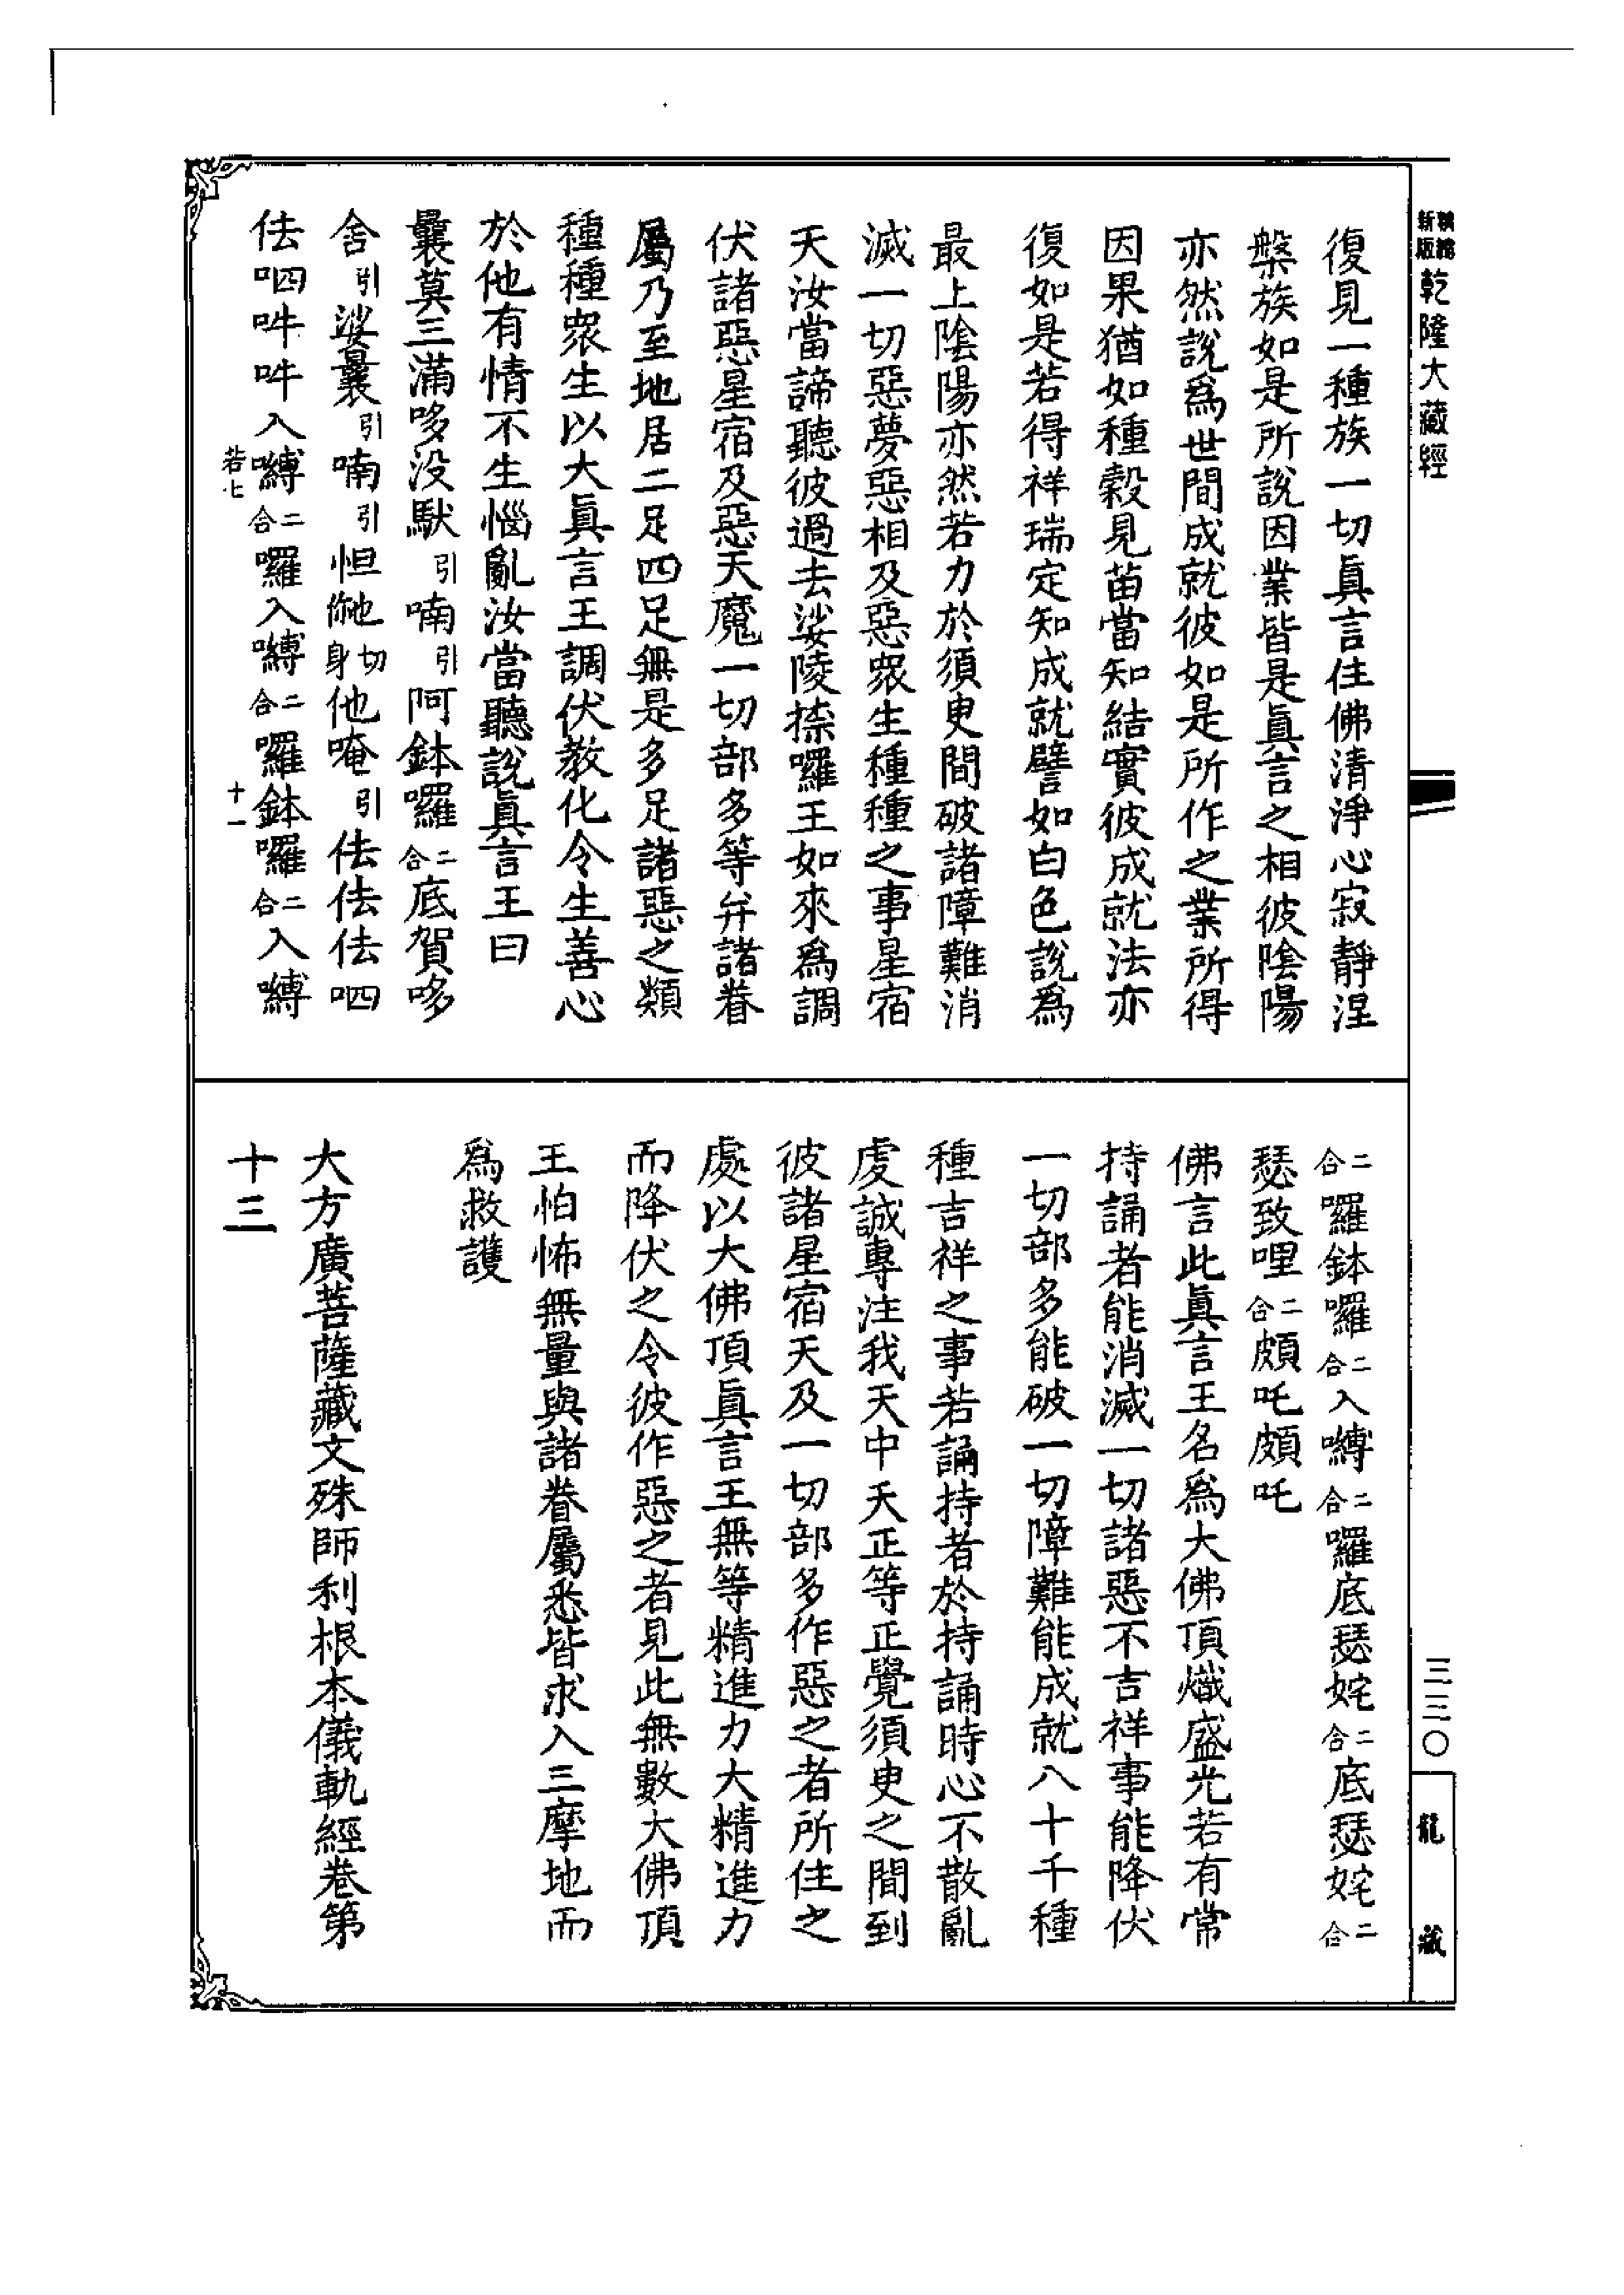 新版
精縮
乾隆大藏經
復見一種族一切眞言住佛清淨心寂靜涅
槃族如是所說因業皆是眞言之相彼陰陽
亦然說爲世間成就彼如是所作之業所得
因果猶如種穀見苗當知結實彼成就法亦
復如是若得祥瑞定知成就譬如白色說爲
最上陰陽亦然若力於須臾間破諸障難消
滅一切惡夢惡相及惡衆生種種之事星宿
天汝當諦聽彼過去娑陵捺囉王如來爲調
伏諸惡星宿及惡天魔一切部多等并諸眷
屬乃至地居二足四足無是多足諸惡之類
種種衆生以大眞言王調伏教化令生善心
於他有情不生惱亂汝當聽說眞言王曰
曩莫三滿哆没馱引喃引阿鉢囉二合底賀哆
舍引娑曩引喃引怛儞也切身他唵引佉佉佉呬
佉呬吽吽入嚩二合囉入嚩二合囉鉢囉二合入嚩
若七
十一
二合囉鉢囉二合入嚩二合囉底瑟姹二合底瑟姹二合
瑟致哩二合頗吒頗吒
佛言此眞言王名爲大佛頂熾盛光若有常
持誦者能消滅一切諸惡不吉祥事能降伏
一切部多能破一切障難能成就八十千種
種吉祥之事若誦持者於持誦時心不散亂
虔誠專注我天中天正等正覺須臾之間到
彼諸星宿天及一切部多作惡之者所住之
處以大佛頂眞言王無等精進力大精進力
而降伏之令彼作惡之者見此無數大佛頂
王怕怖無量與諸眷屬悉皆求入三摩地而
爲救護
大方廣菩薩藏文殊師利根本儀軌經卷第
十三
三三〇
龍藏